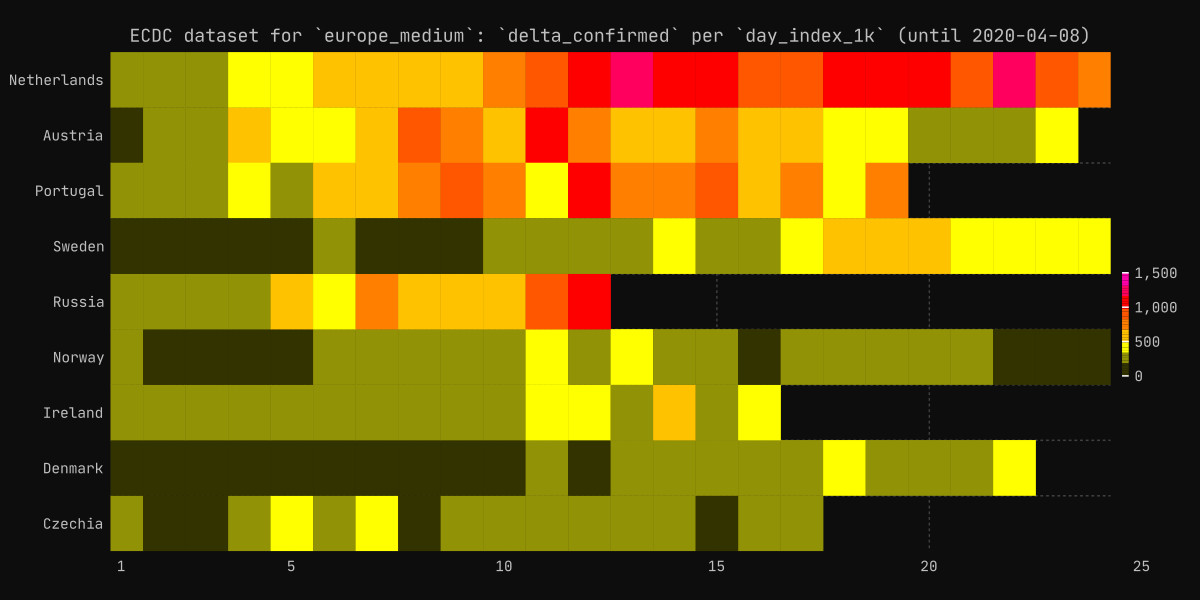 ECDC dataset for `europe_medium`: `delta_confirmed` per `day_index_1k` (until 2020-04-08)
Netherlands
Austria
Portugal
Sweden
Russia
Norway
Ireland
Denmark
Czechia
1,500
1,000
500
0
1 5 10 15 20 25